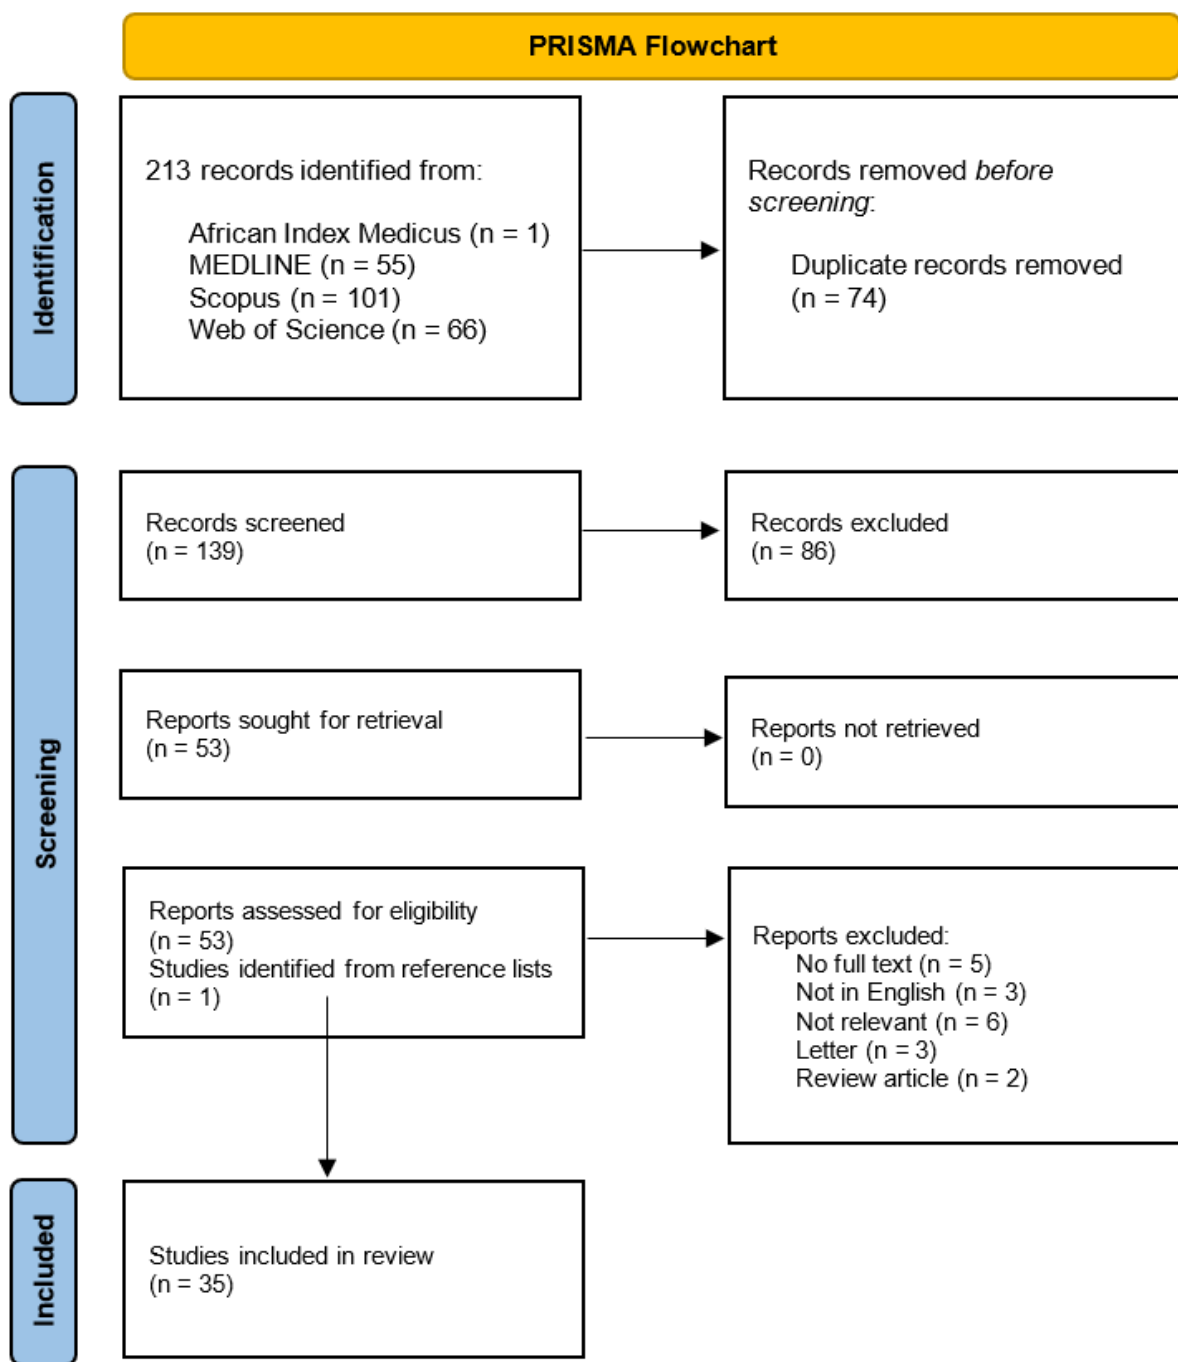 PRISMA Flowchart
Identification
213 records identified from:
African Index Medicus (n = 1)
MEDLINE (n = 55)
Scopus (n = 101)
Web of Science (n = 66)
Records removed before
screening:
Duplicate records removed
(n = 74)
Screening
Records screened
(n = 139)
Records excluded
(n = 86)
Reports sought for retrieval
(n = 53)
Reports not retrieved
(n = 0)
Reports assessed for eligibility
(n = 53)
Studies identified from reference lists
(n = 1)
Reports excluded:
No full text (n = 5)
Not in English (n = 3)
Not relevant (n = 6)
Letter (n = 3)
Review article (n = 2)
Included
Studies included in review
(n = 35)